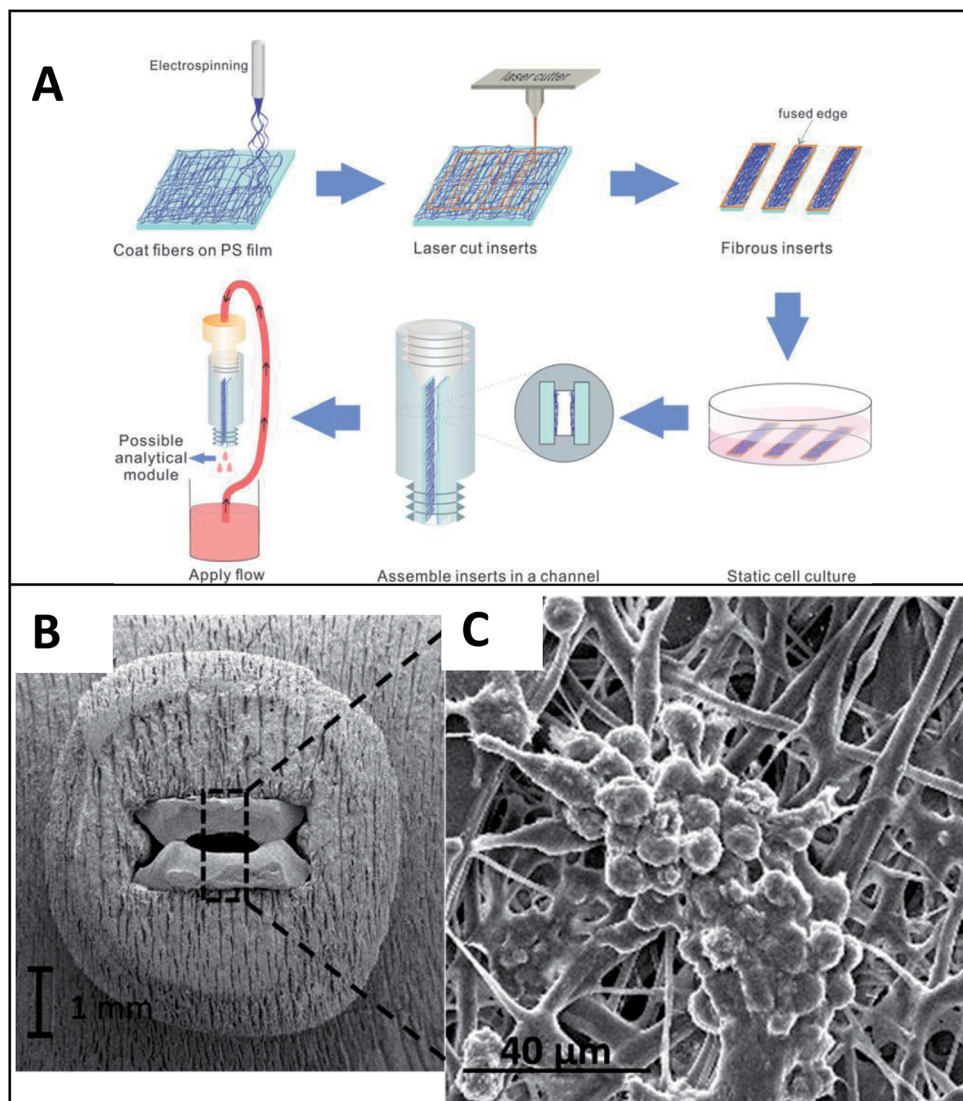 A
Electrospinning
laser cutter
fused edge
Coat fibers on PS film
Laser cut inserts
Fibrous inserts
Possible
analytical
module
Apply flow
Assemble inserts in a channel
Static cell culture
B
C
1 mm
40 µm